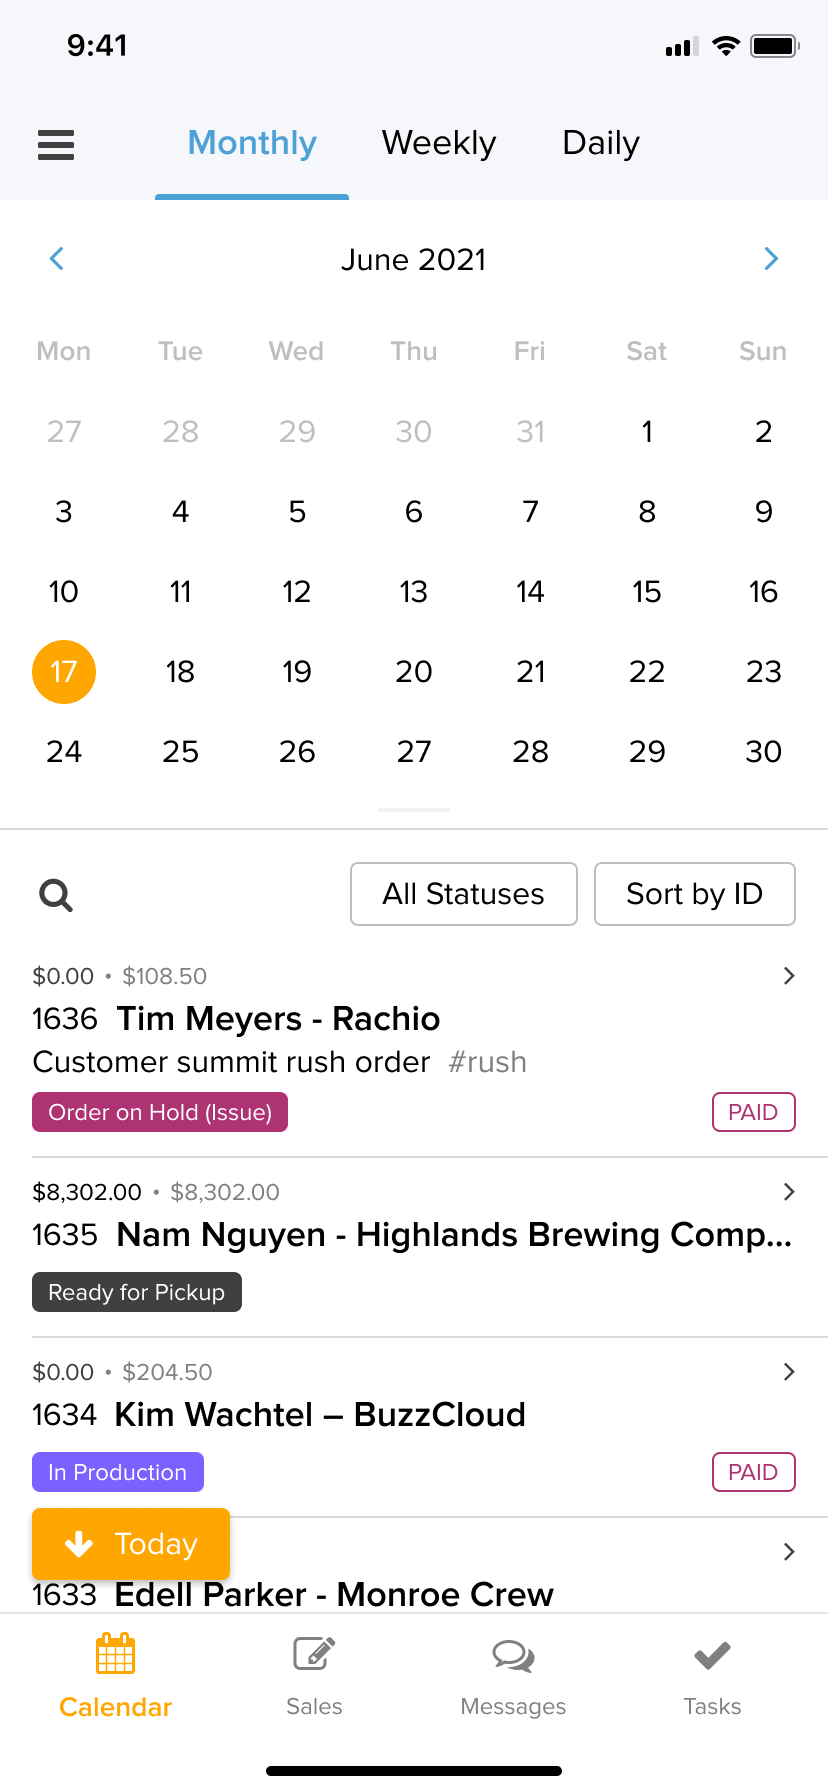 9:41
Monthly Weekly Daily
June 2021
Mon Tue Wed Thu Fri Sat Sun
27 28 29 30 31 1 2
3 4 5 6 7 8 9
10 11 12 13 14 15 16
17 18 19 20 21 22 23
24 25 26 27 28 29 30
All Statuses Sort by ID
$0.00 • $108.50
1636 Tim Meyers - Rachio
Customer summit rush order #rush
Order on Hold (Issue) PAID
$8,302.00 • $8,302.00
1635 Nam Nguyen - Highlands Brewing Comp...
Ready for Pickup
$0.00 • $204.50
1634 Kim Wachtel – BuzzCloud
In Production PAID
Today
1633 Edell Parker - Monroe Crew
Calendar Sales Messages Tasks